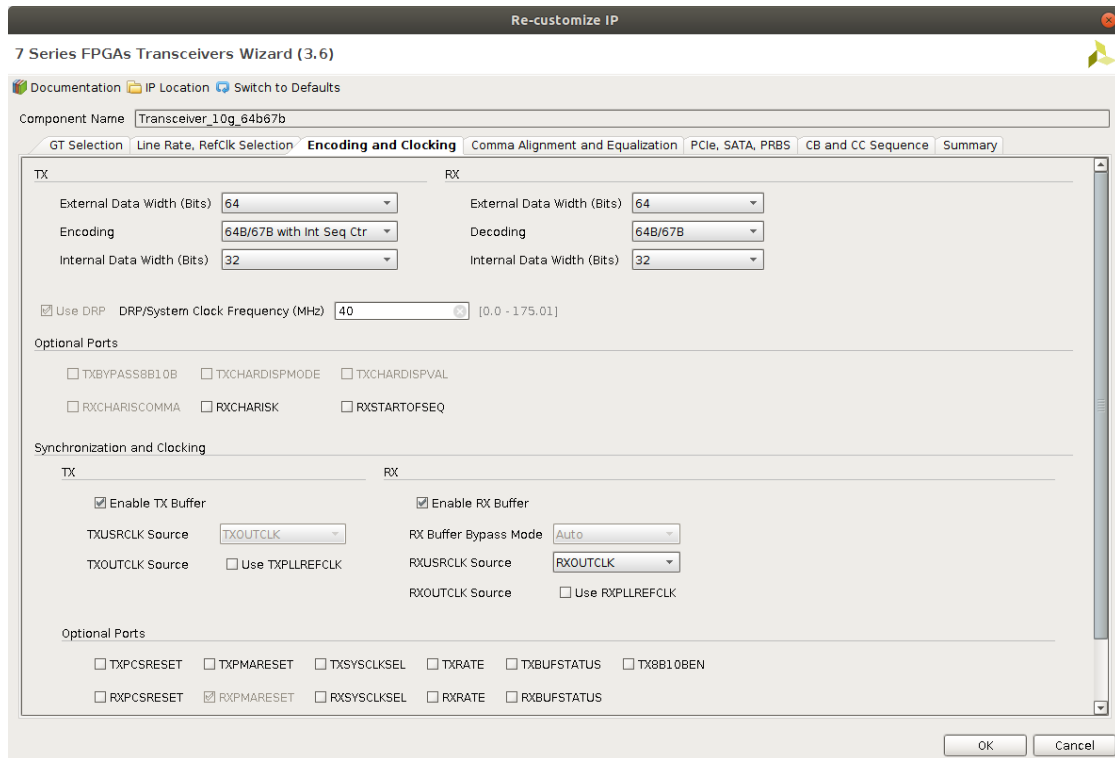 Re-customize IP
7 Series FPGAs Transceivers Wizard (3.6)
Documentation IP Location Switch to Defaults
Component Name Transceiver_10g_64b67b
GT Selection Line Rate, RefClk Selection Encoding and Clocking Comma Alignment and Equalization PCIe, SATA, PRBS CB and CC Sequence Summary
TX RX
External Data Width (Bits) 64 External Data Width (Bits) 64
Encoding 64B/67B with Int Seq Ctr Decoding 64B/67B
Internal Data Width (Bits) 32 Internal Data Width (Bits) 32
Use DRP DRP/System Clock Frequency (MHz) 40 [0.0 - 175.01]
Optional Ports
TXBYPASS8B10B TXCHARDISPMODE TXCHARDISPVAL
RXCHARISCOMMA RXCHARISK RXSTARTOFSEQ
Synchronization and Clocking
TX RX
Enable TX Buffer Enable RX Buffer
TXUSRCLK Source TXOUTCLK RX Buffer Bypass Mode Auto
TXOUTCLK Source Use TXPLLREFCLK RXUSRCLK Source RXOUTCLK
RXOUTCLK Source Use RXPLLREFCLK
Optional Ports
TXPCSRESET TXPMARESET TXSYSCLKSEL TXRATE TXBUFSTATUS TX8B10BEN
RXPCSRESET RXPMARESET RXSYSCLKSEL RXRATE RXBUFSTATUS
OK Cancel